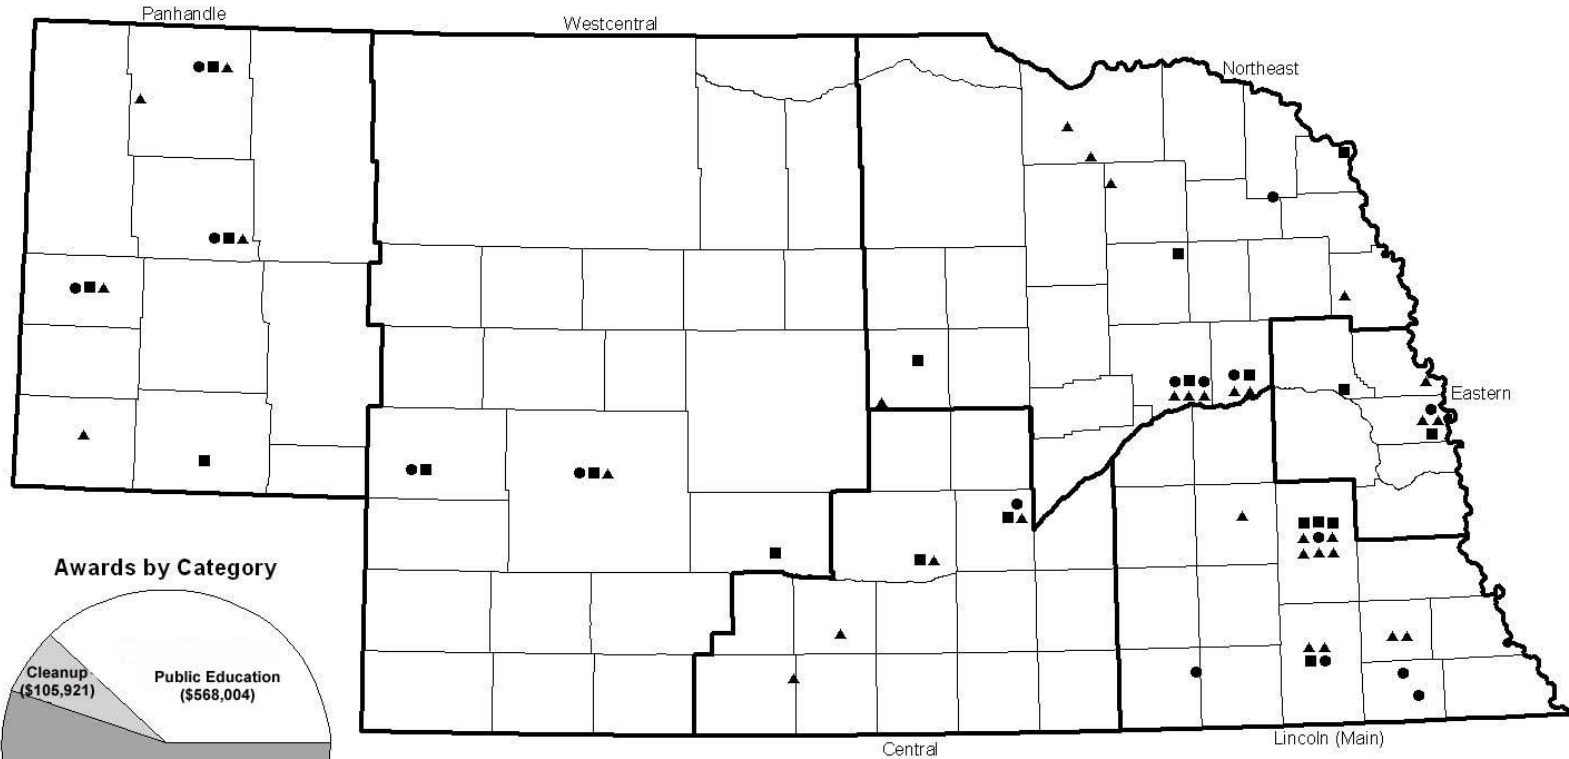 Panhandle
Westcentral
Northeast
Eastern
Awards by Category
Cleanup
($105,921)
Public Education
($568,004)
Central
Lincoln (Main)